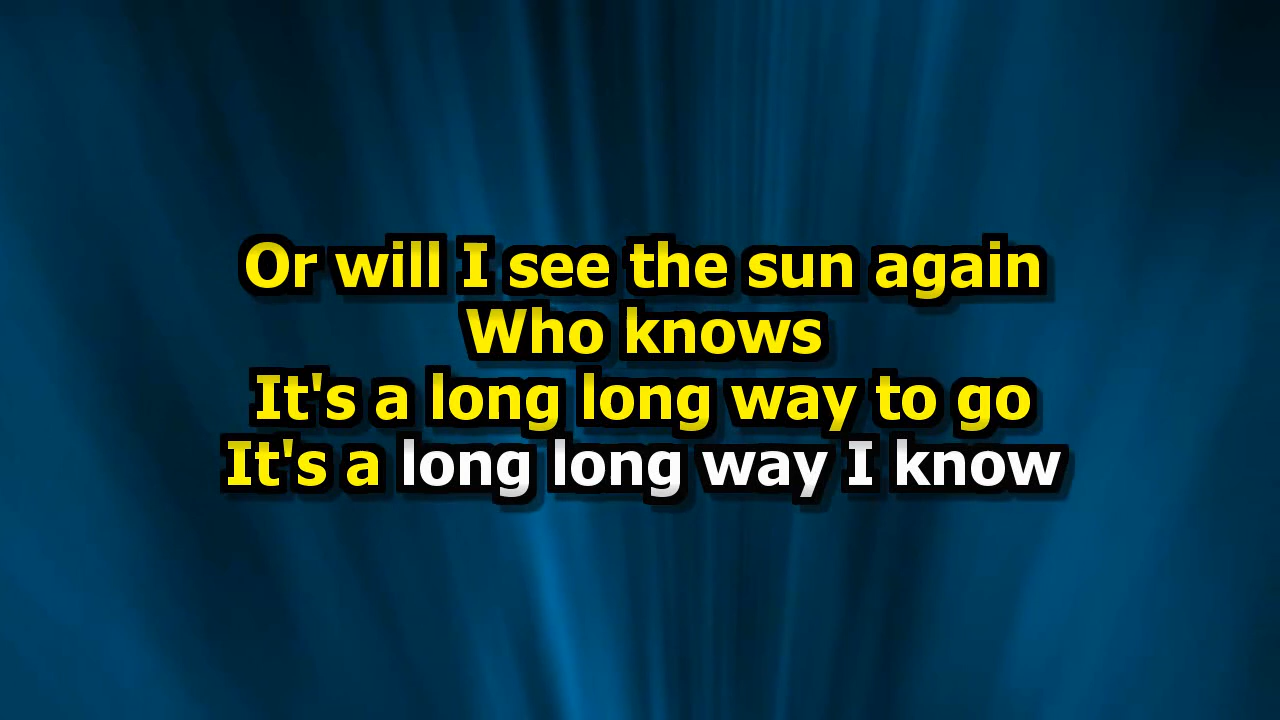 Or will I see the sun again
Who knows
It's a long long way to go
It's a long long way I know